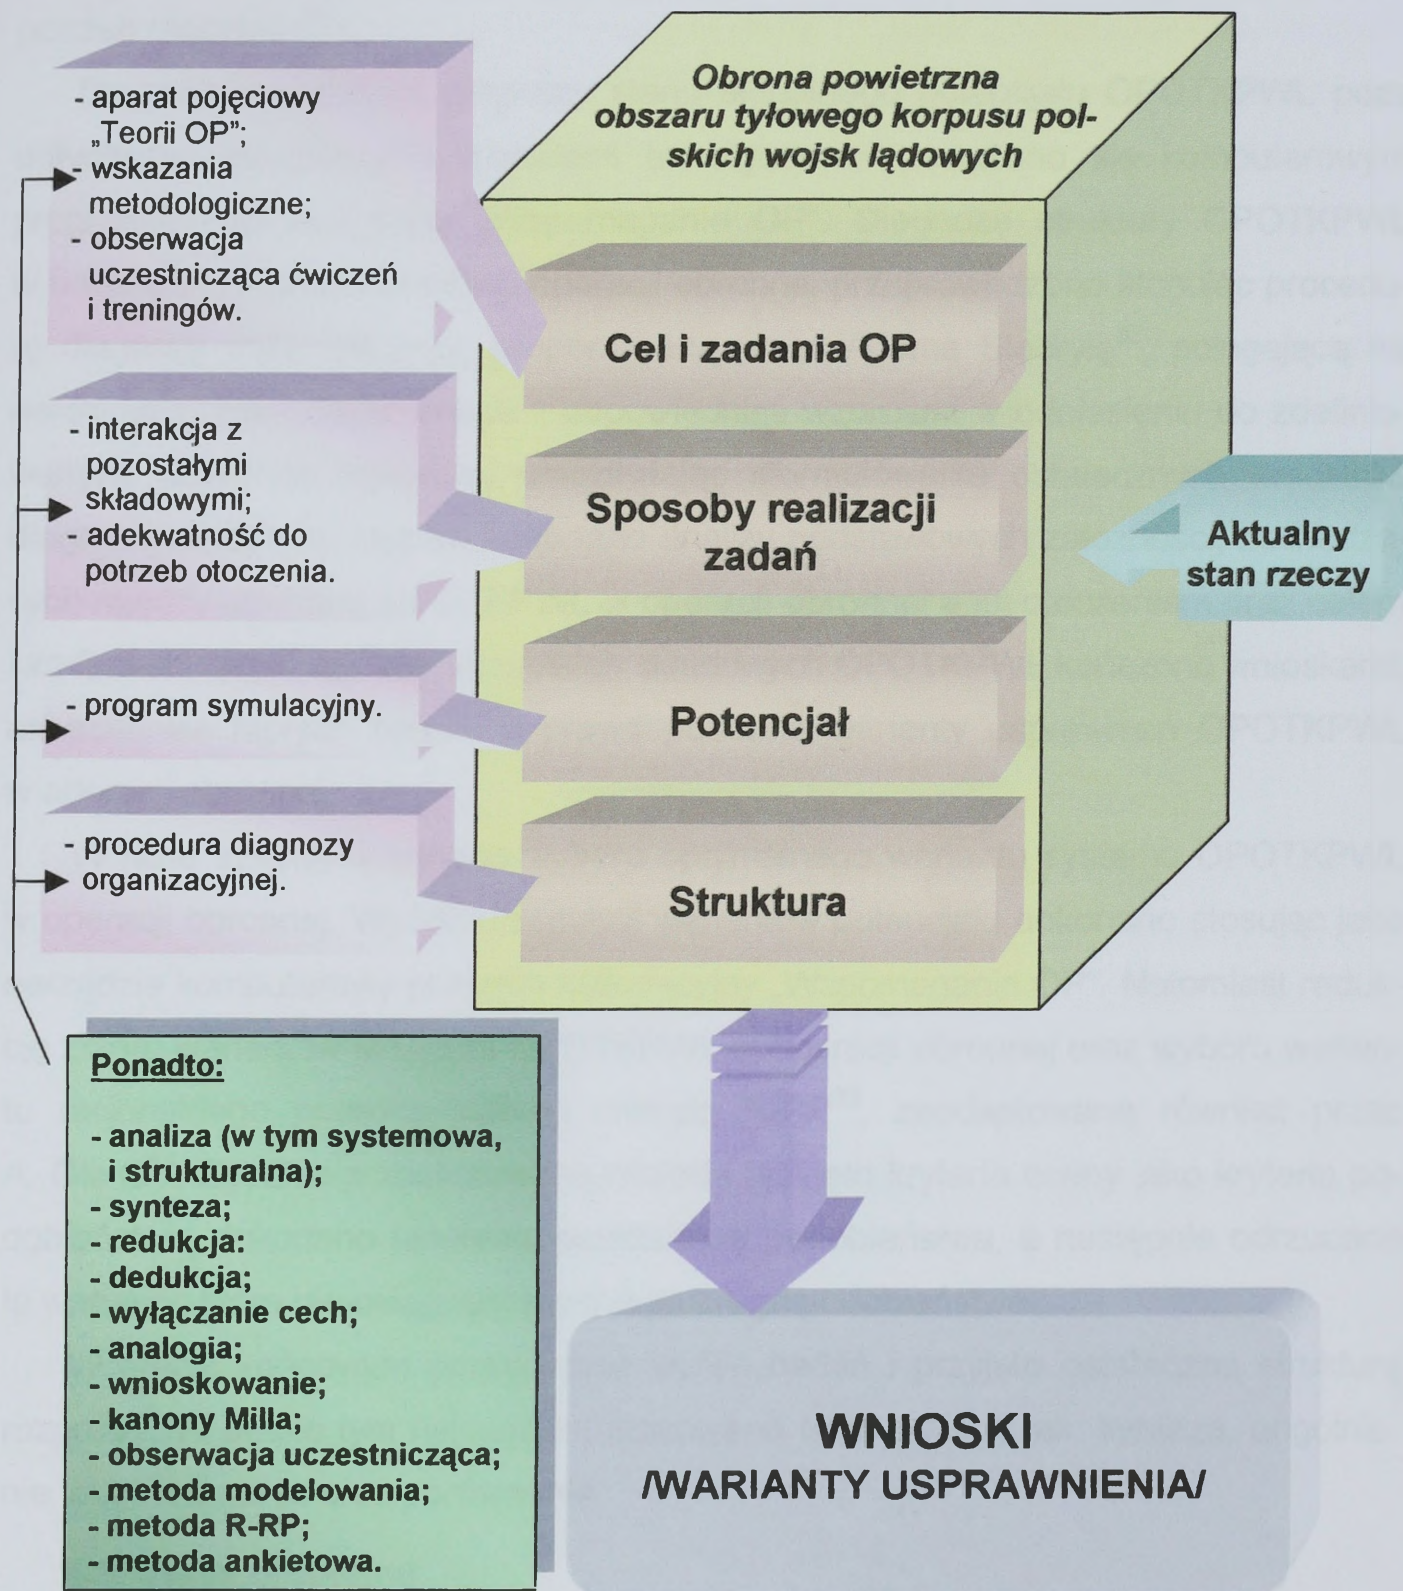 Obrona powietrzna
obszaru tyłowego korpusu pol-
skich wojsk lądowych
- aparat pojęciowy
„Teorii OP";
- wskazania
metodologiczne;
- obserwacja
uczestnicząca ćwiczeń
i treningów.
Cel i zadania OP
- interakcja z
pozostałymi
składowymi;
- adekwatność do
potrzeb otoczenia.
Sposoby realizacji
zadań
Aktualny
stan rzeczy
- program symulacyjny.
Potencjał
- procedura diagnozy
organizacyjnej.
Struktura
Ponadto:
- analiza (w tym systemowa,
i strukturalna);
- synteza;
- redukcja:
- dedukcja;
- wyłączanie cech;
- analogia;
- wnioskowanie;
- kanony Milla;
- obserwacja uczestnicząca;
- metoda modelowania;
- metoda R-RP;
- metoda ankietowa.
WNIOSKI
/WARIANTY USPRAWNIENIA/